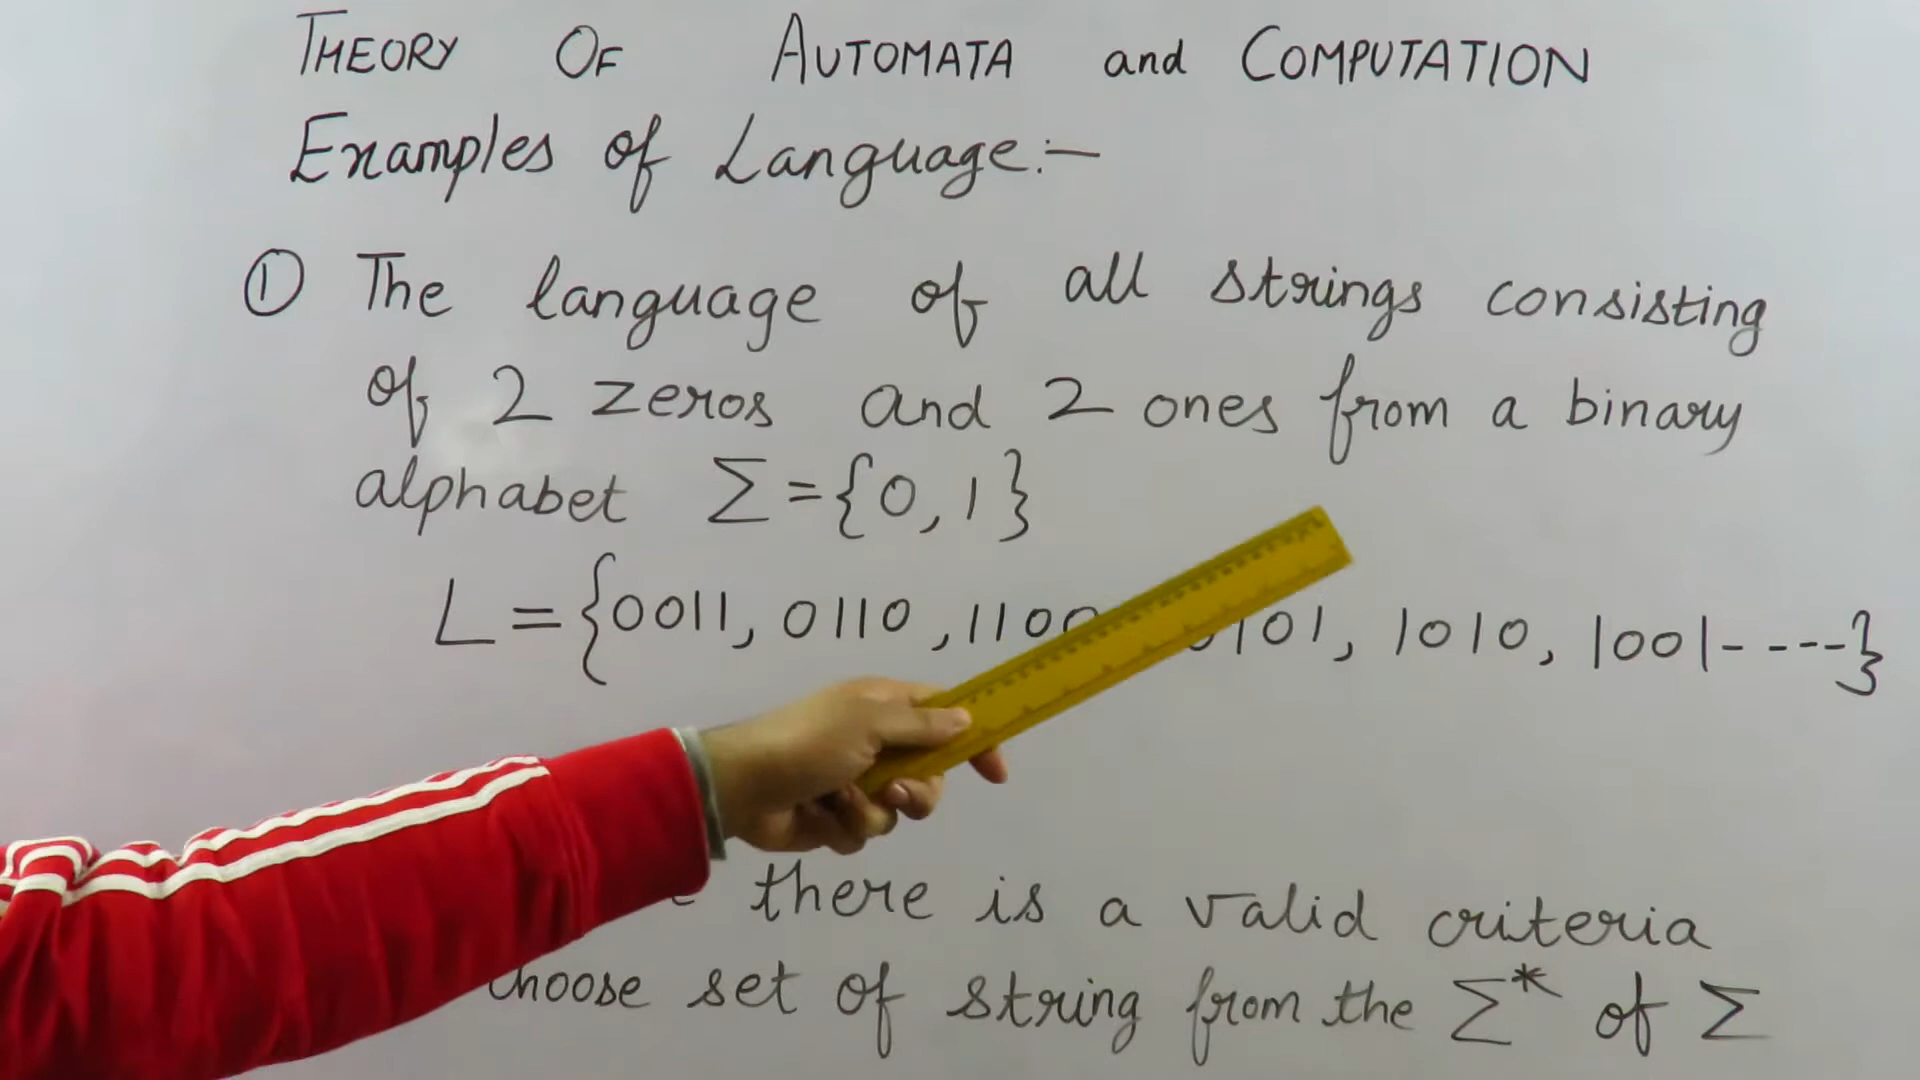 THEORY OF AUTOMATA and COMPUTATION
Examples of Language:-
① The language of all strings consisting
of 2 zeros and 2 ones from a binary
alphabet Σ={0,1}
L={0011, 0110, 1100 101, 1010, 1001-----}
there is a valid criteria
hoose set of string from the Σ* of Σ